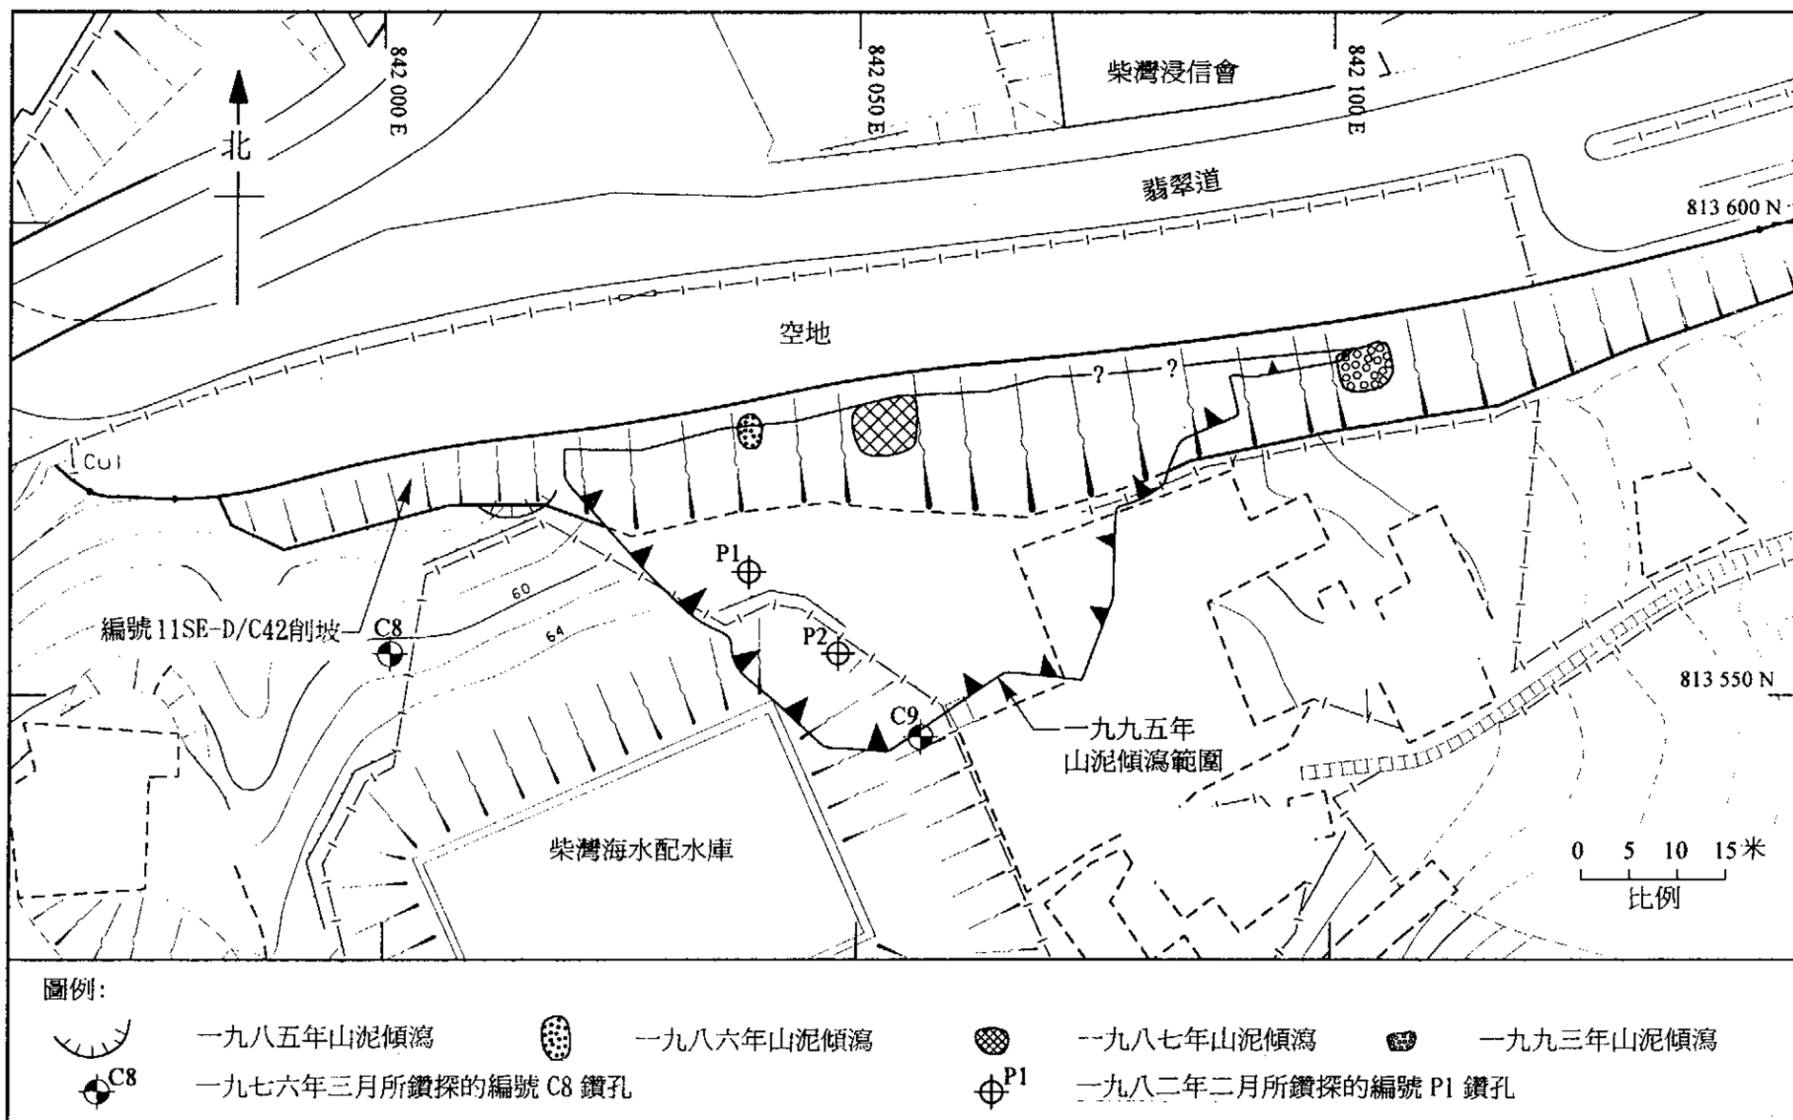 842 000 E
842 050 E
842 100 E
柴灣浸信會
北
翡翠道
813 600 N
空地
Cul
P1
60
編號11SE-D/C42削坡
C8
64
P2
813 550 N
C9
一九九五年
山泥傾瀉範圍
?
?
柴灣海水配水庫
0 5 10 15米
比例
圖例:
一九八五年山泥傾瀉
一九八六年山泥傾瀉
一九八七年山泥傾瀉
一九九三年山泥傾瀉
C8
一九七六年三月所鑽探的編號 C8 鑽孔
P1
一九八二年二月所鑽探的編號 P1 鑽孔